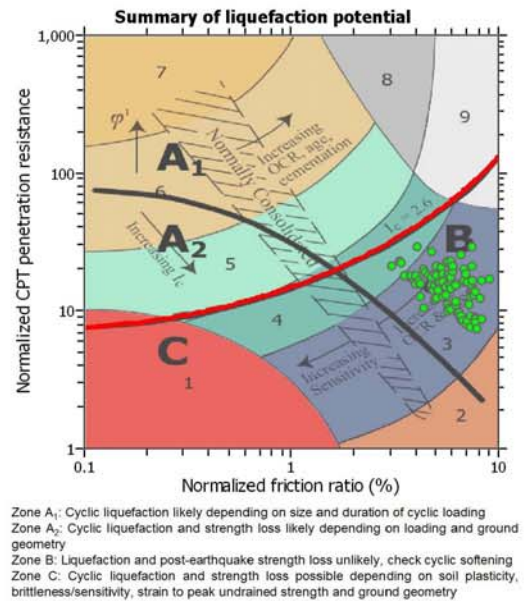 Summary of liquefaction potential
1,000
100
10
1
0.1
1
10
Normalized CPT penetration resistance
Normalized friction ratio (%)
7
8
9
φ'
A1
Normally Consolidated
Increasing
OCR, age,
cementation
6
A2
Increasing Ic
5
Ic = 2.6
B
4
C
1
Increasing
Sensitivity
3
2
Zone A1: Cyclic liquefaction likely depending on size and duration of cyclic loading
Zone A2: Cyclic liquefaction and strength loss likely depending on loading and ground
geometry
Zone B: Liquefaction and post-earthquake strength loss unlikely, check cyclic softening
Zone C: Cyclic liquefaction and strength loss possible depending on soil plasticity,
brittleness/sensitivity, strain to peak undrained strength and ground geometry